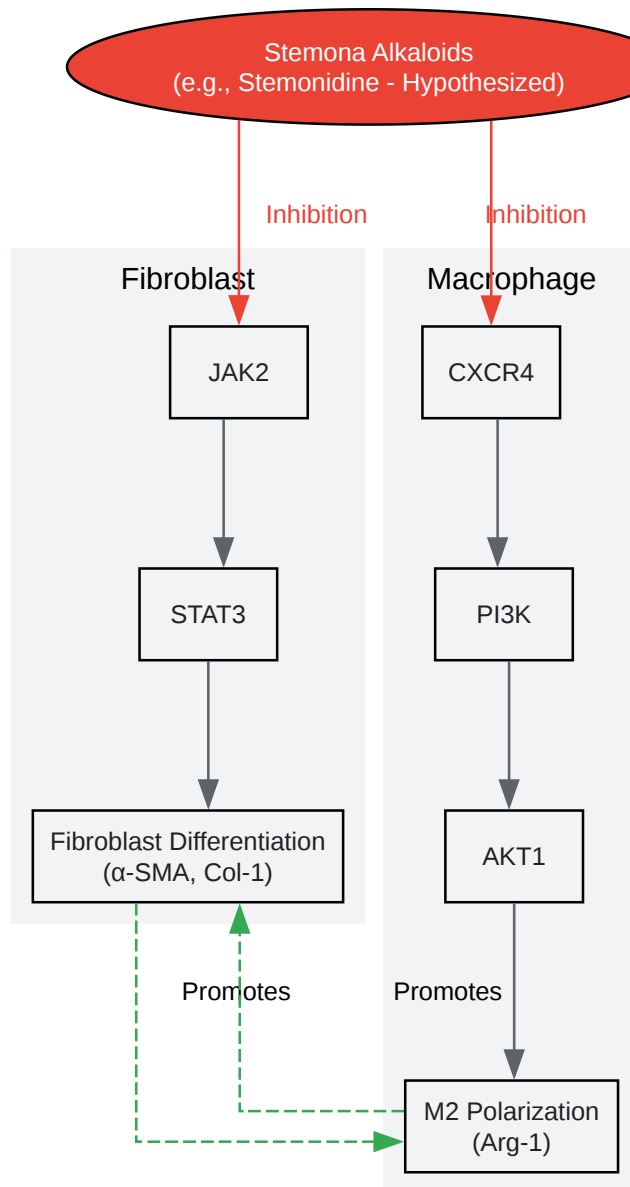 Stemona Alkaloids
(e.g., Stemonidine - Hypothesized)
Inhibition
Inhibition
Fibroblast
Macrophage
JAK2
CXCR4
STAT3
PI3K
Fibroblast Differentiation
(α-SMA, Col-1)
AKT1
Promotes
Promotes
M2 Polarization
(Arg-1)